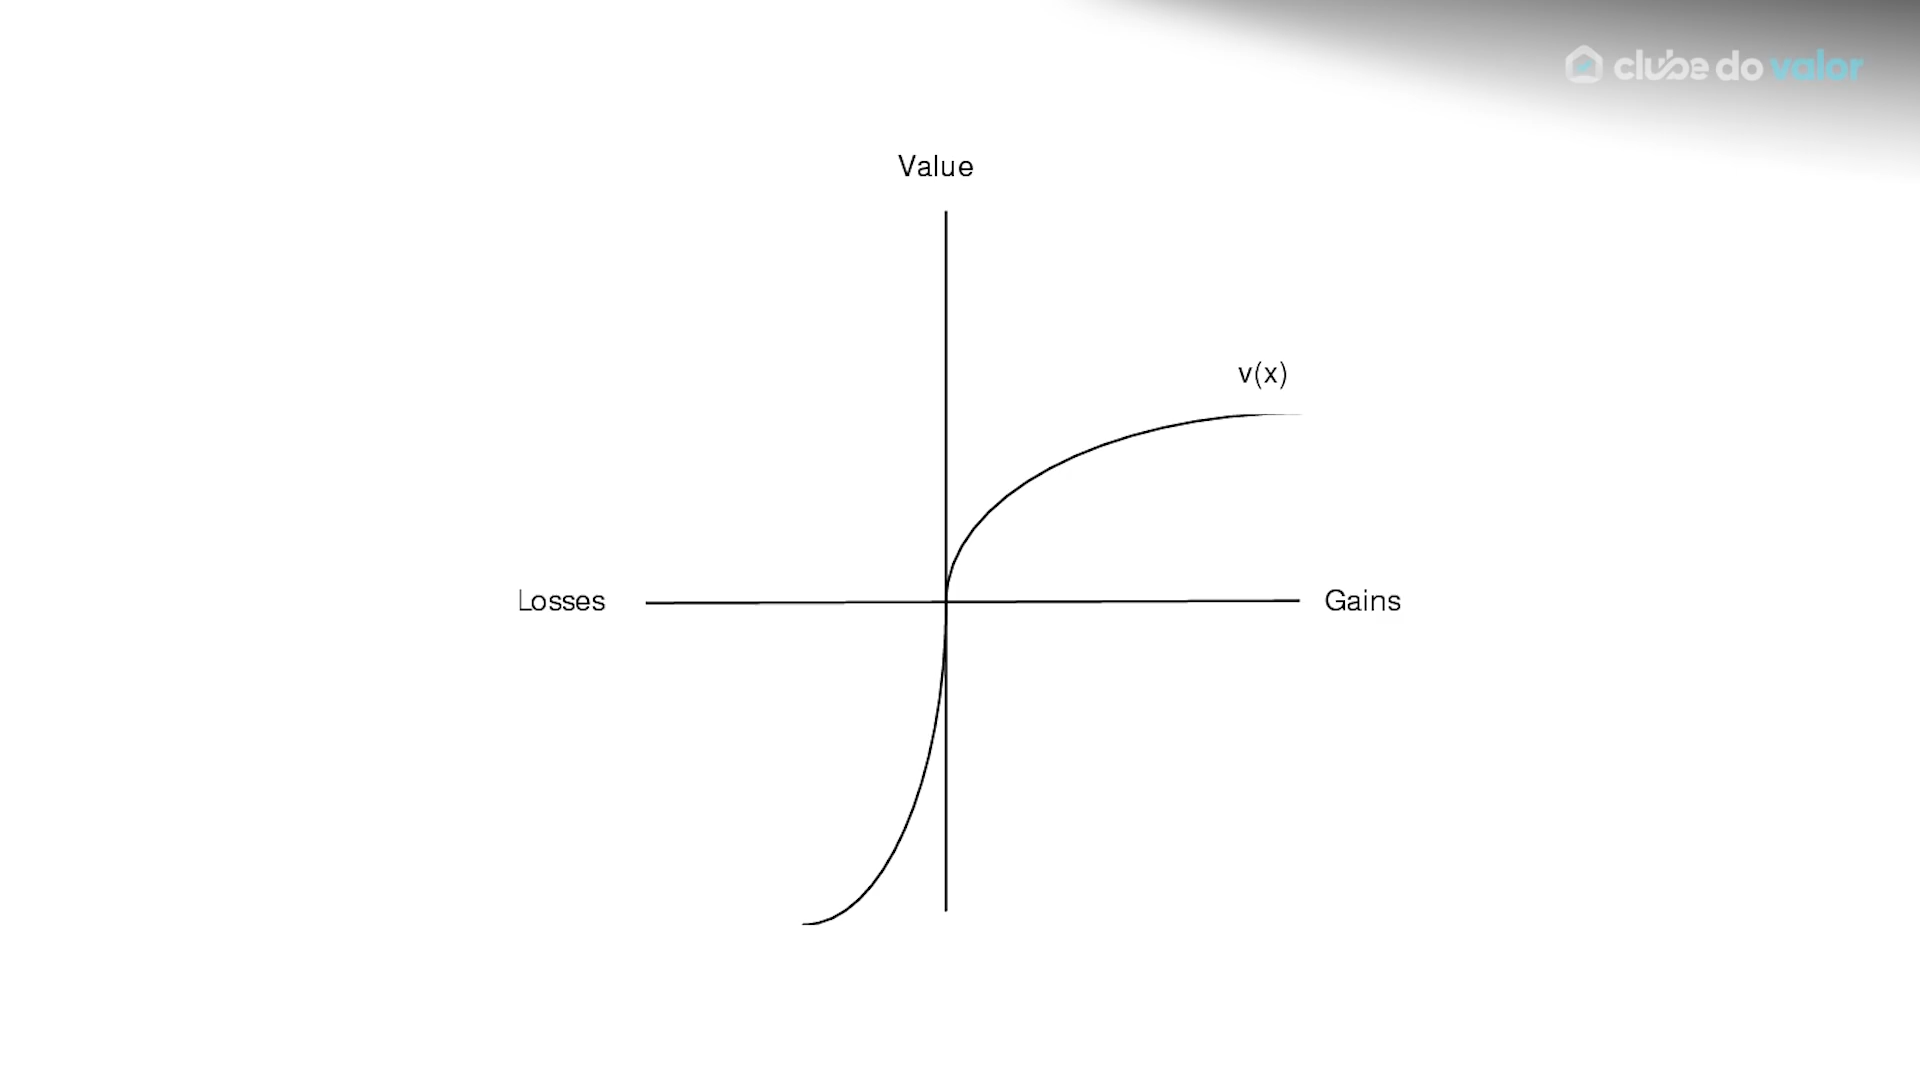 clube do valor
Value
v(x)
Losses
Gains